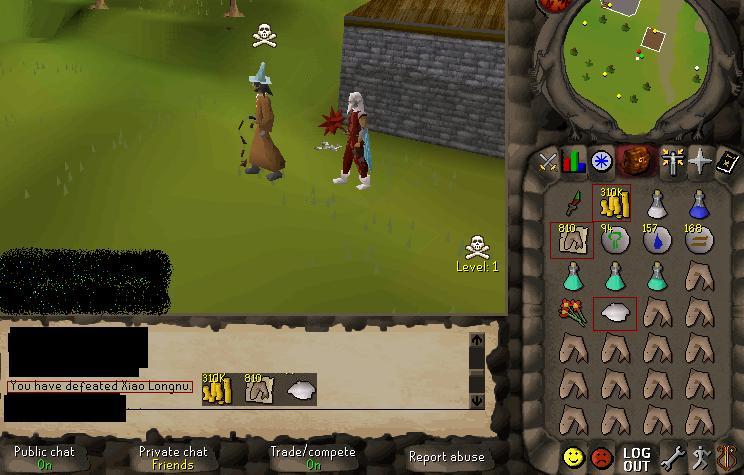 310K
810
94
157
168
Level: 1
You have defeated Xiao Longnu.
310K
810
Public chat
On
Private chat
Friends
Trade/compete
On
Report abuse
LOG
OUT